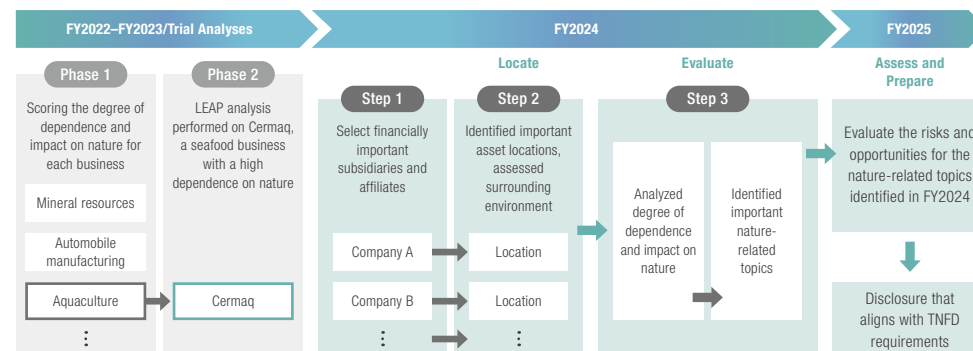 FY2022–FY2023/Trial Analyses
FY2024
FY2025
Phase 1
Scoring the degree of
dependence and
impact on nature for
each business
Mineral resources
Automobile
manufacturing
Aquaculture
Phase 2
LEAP analysis
performed on Cermaq,
a seafood business
with a high
dependence on nature
Cermaq
Locate
Step 1
Select financially
important
subsidiaries and
affiliates
Company A
Company B
Step 2
Identified important
asset locations,
assessed
surrounding
environment
Location
Location
Evaluate
Step 3
Analyzed
degree of
dependence
and impact on
nature
Identified
important
nature-
related
topics
Assess and
Prepare
Evaluate the risks and
opportunities for the
nature-related topics
identified in FY2024
Disclosure that
aligns with TNFD
requirements